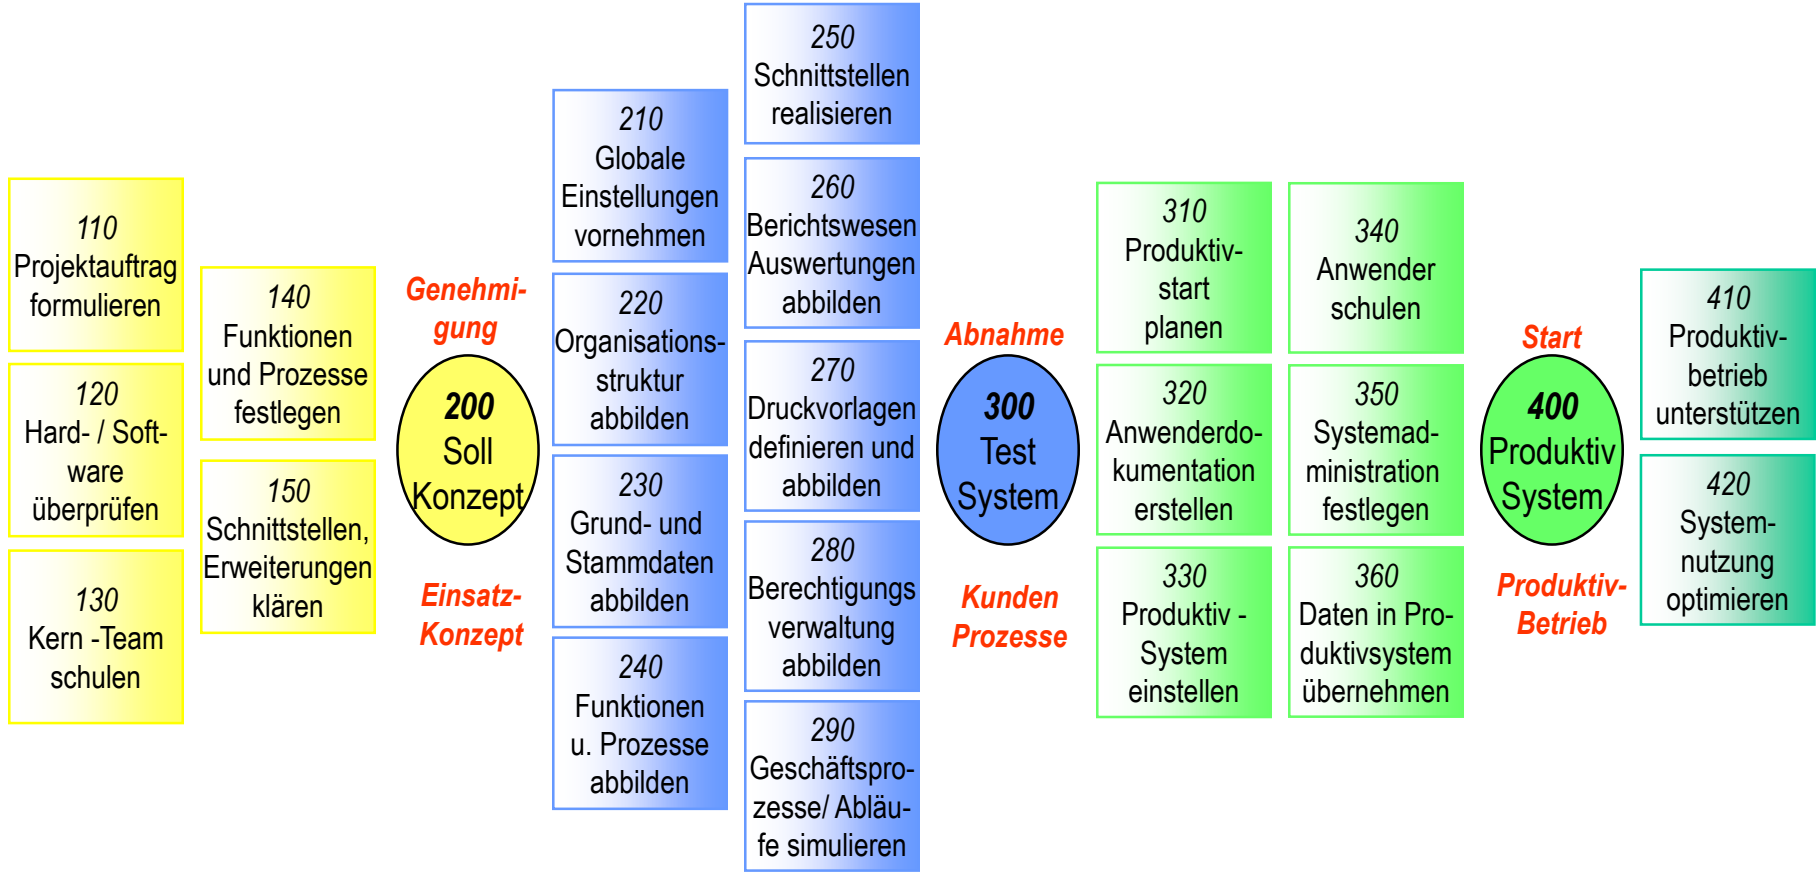 110
Projektauftrag
formulieren
120
Hard- / Soft-
ware
überprüfen
130
Kern -Team
schulen
140
Funktionen
und Prozesse
festlegen
150
Schnittstellen,
Erweiterungen
klären
Genehmi-
gung
200
Soll
Konzept
Einsatz-
Konzept
210
Globale
Einstellungen
vornehmen
220
Organisations-
struktur
abbilden
230
Grund- und
Stammdaten
abbilden
240
Funktionen
u. Prozesse
abbilden
250
Schnittstellen
realisieren
260
Berichtswesen
Auswertungen
abbilden
270
Druckvorlagen
definieren und
abbilden
280
Berechtigungs
verwaltung
abbilden
290
Geschäftspro-
zesse/ Abläu-
fe simulieren
Abnahme
300
Test
System
Kunden
Prozesse
310
Produktiv-
start
planen
320
Anwenderdo-
kumentation
erstellen
330
Produktiv -
System
einstellen
340
Anwender
schulen
350
Systemad-
ministration
festlegen
360
Daten in Pro-
duktivsystem
übernehmen
Start
400
Produktiv
System
Produktiv-
Betrieb
410
Produktiv-
betrieb
unterstützen
420
System-
nutzung
optimieren